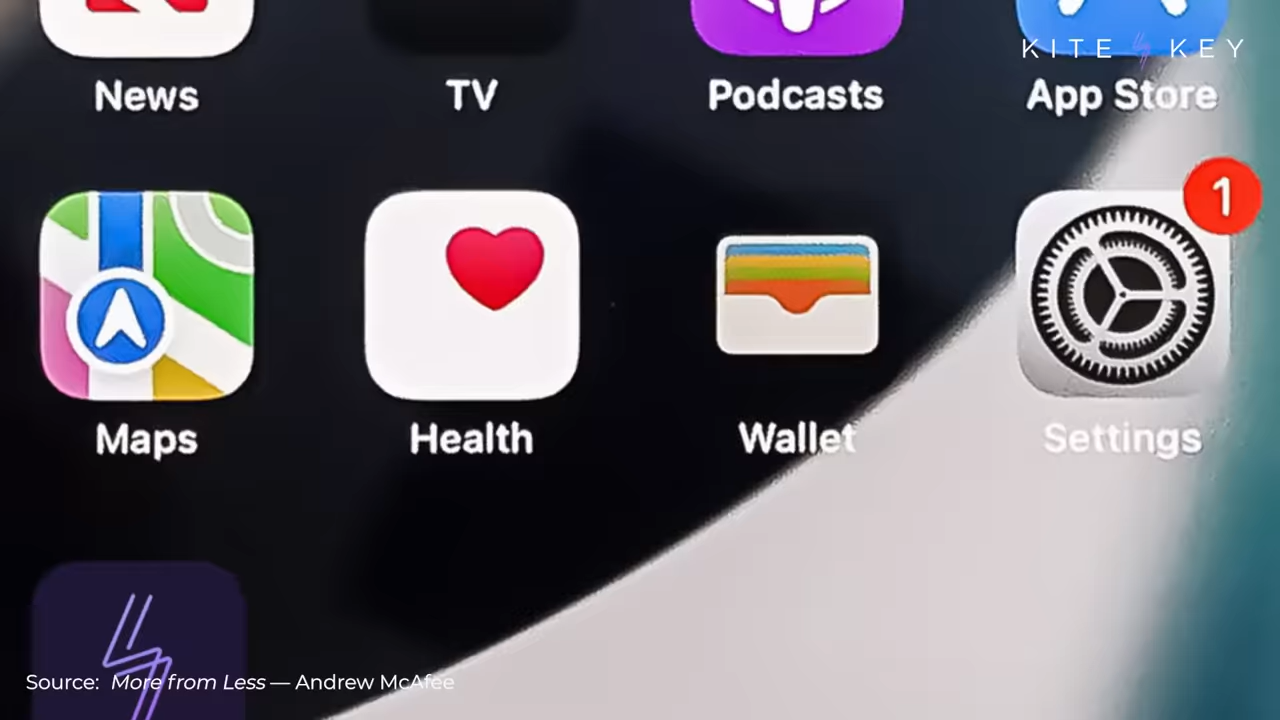 KITE KEY
News
TV
Podcasts
App Store
1
Maps
Health
Wallet
Settings
Source: More from Less — Andrew McAfee